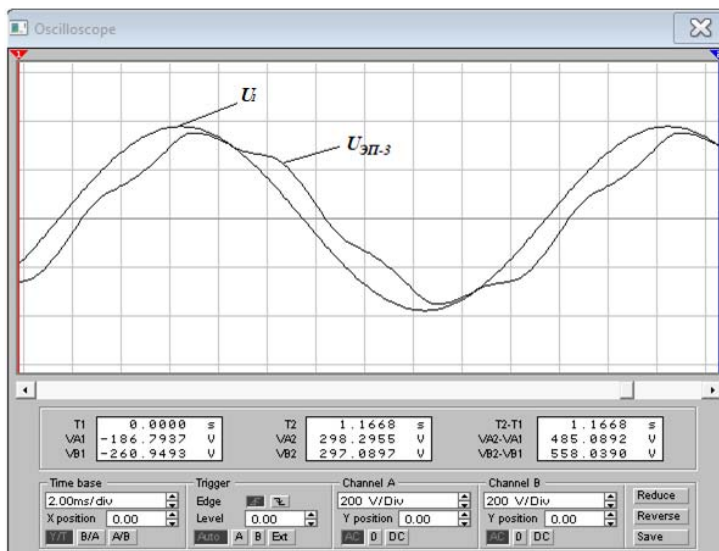 Oscilloscope
1
U₁
Uэп-3
T1 0.0000 s
VA1 -186.7937 V
VB1 -260.9493 V
T2 1.1668 s
VA2 298.2955 V
VB2 297.0897 V
T2-T1 1.1668 s
VA2-VA1 485.0892 V
VB2-VB1 558.0390 V
Time base
2.00ms/div
X position 0.00
Y/T B/A A/B
Trigger
Edge
Level 0.00
Auto A B Ext
Channel A
200 V/Div
Y position 0.00
AC 0 DC
Channel B
200 V/Div
Y position 0.00
AC 0 DC
Reduce
Reverse
Save